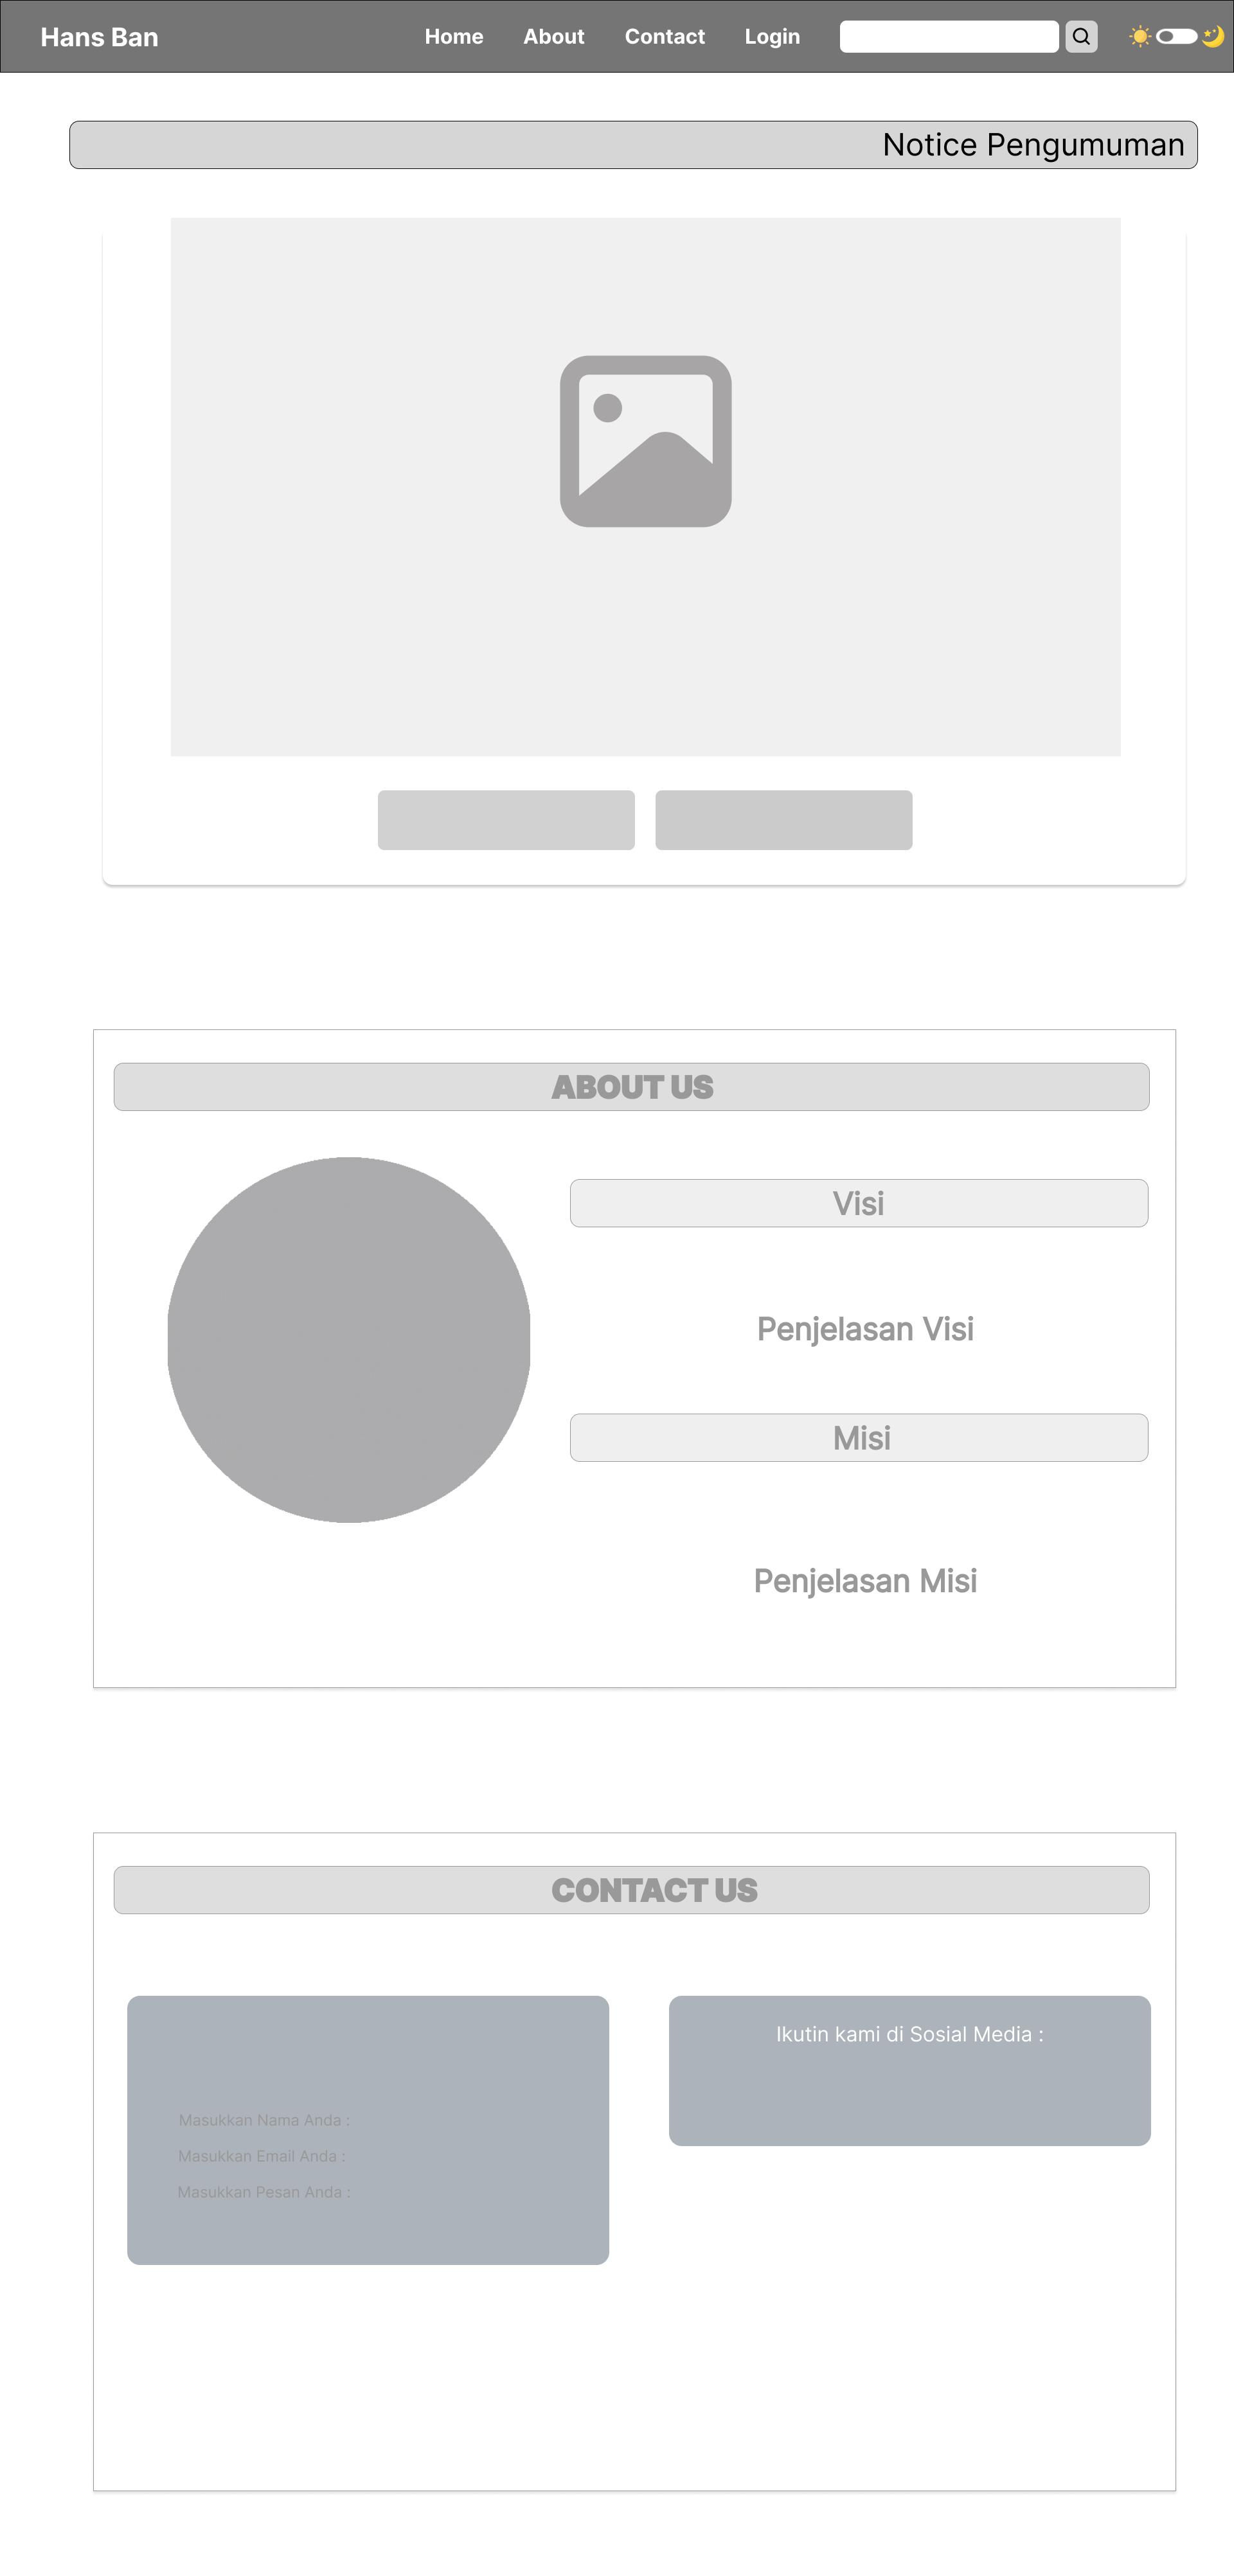 Hans Ban
Home About Contact Login
Notice Pengumuman
ABOUT US
Visi
Penjelasan Visi
Misi
Penjelasan Misi
CONTACT US
Masukkan Nama Anda :
Masukkan Email Anda :
Masukkan Pesan Anda :
Ikutin kami di Sosial Media :